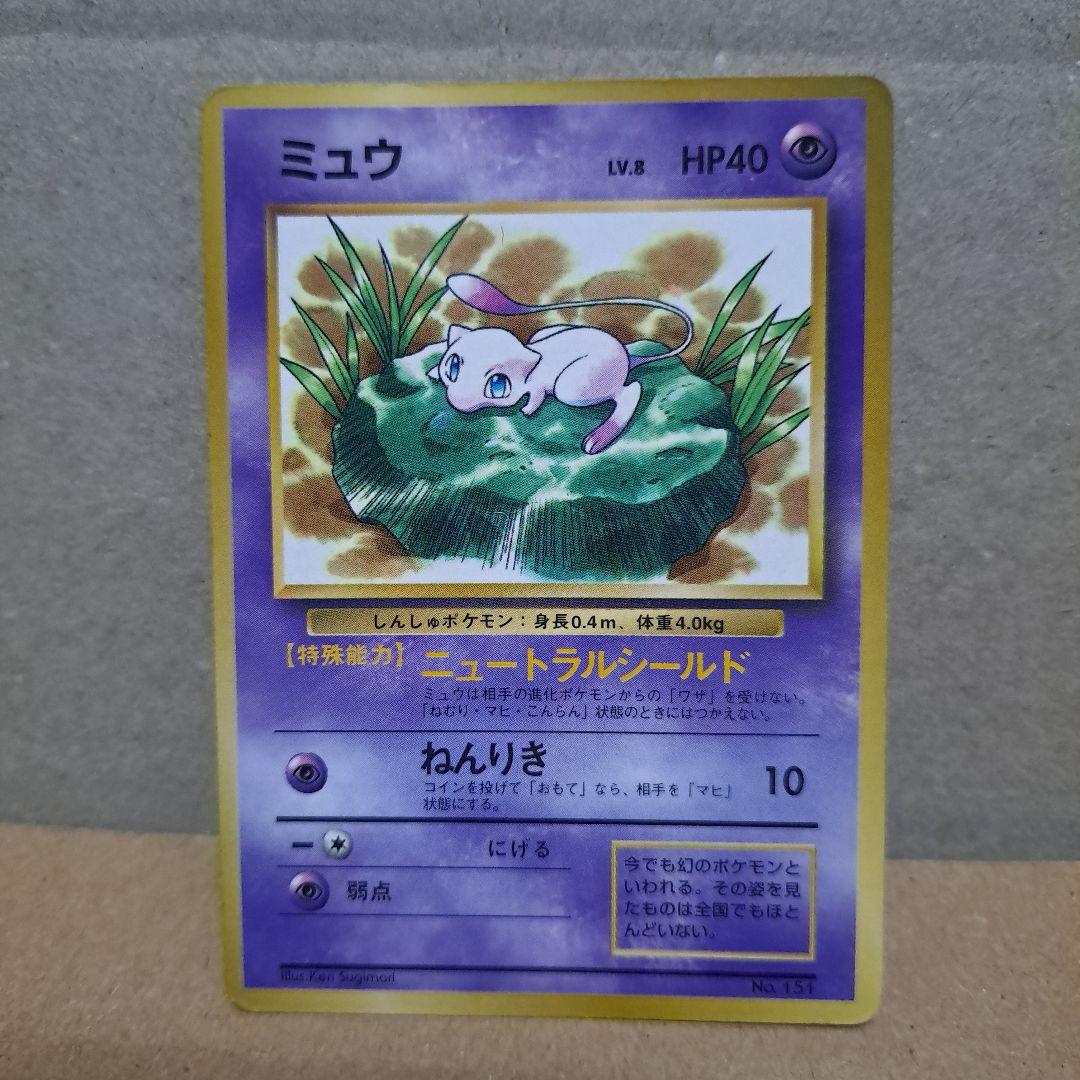 ミュウ LV.8 HP40
しんしゅポケモン：身長0.4m、体重4.0kg
【特殊能力】ニュートラルシールド
ミュウは相手の進化ポケモンからの「ワザ」を受けない。
「ねむり・マヒ・こんらん」状態のときにはつかえない。
ねんりき 10
コインを投げて「おもて」なら、相手を「マヒ」
状態にする。
ー にげる
弱点
今でも幻のポケモンと
いわれる。その姿を見
たものは全国でもほと
んどいない。
Illus.Ken Sugimori
No. 151